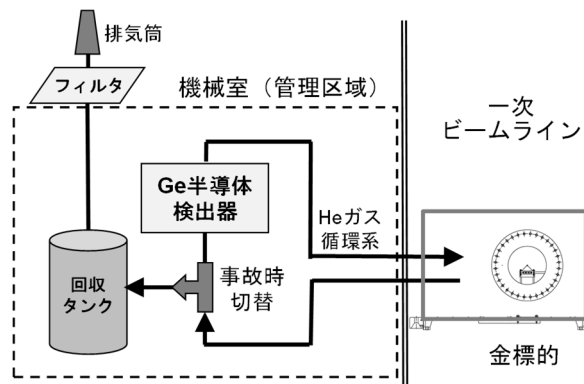 排気筒
フィルタ
機械室（管理区域）
一次
ビームライン
Ge半導体
検出器
Heガス
循環系
回収
タンク
事故時
切替
金標的